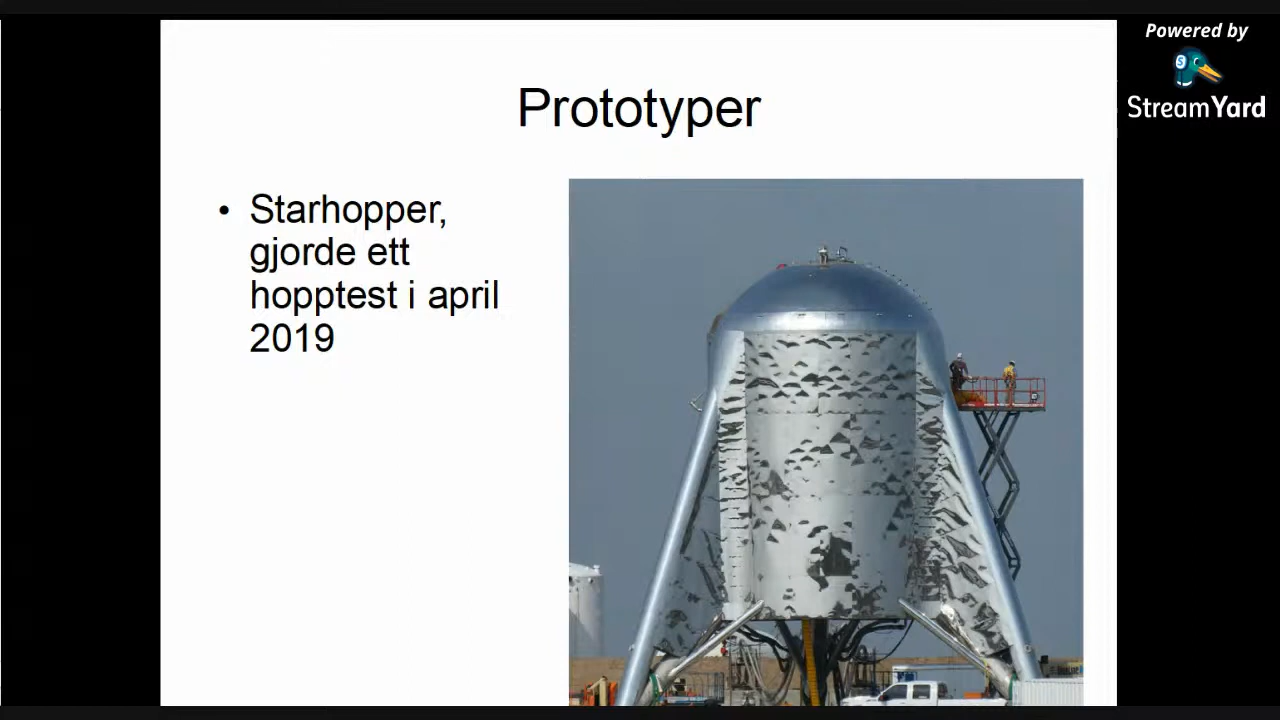 Powered by
StreamYard
Prototyper
• Starhopper,
gjorde ett
hopptest i april
2019